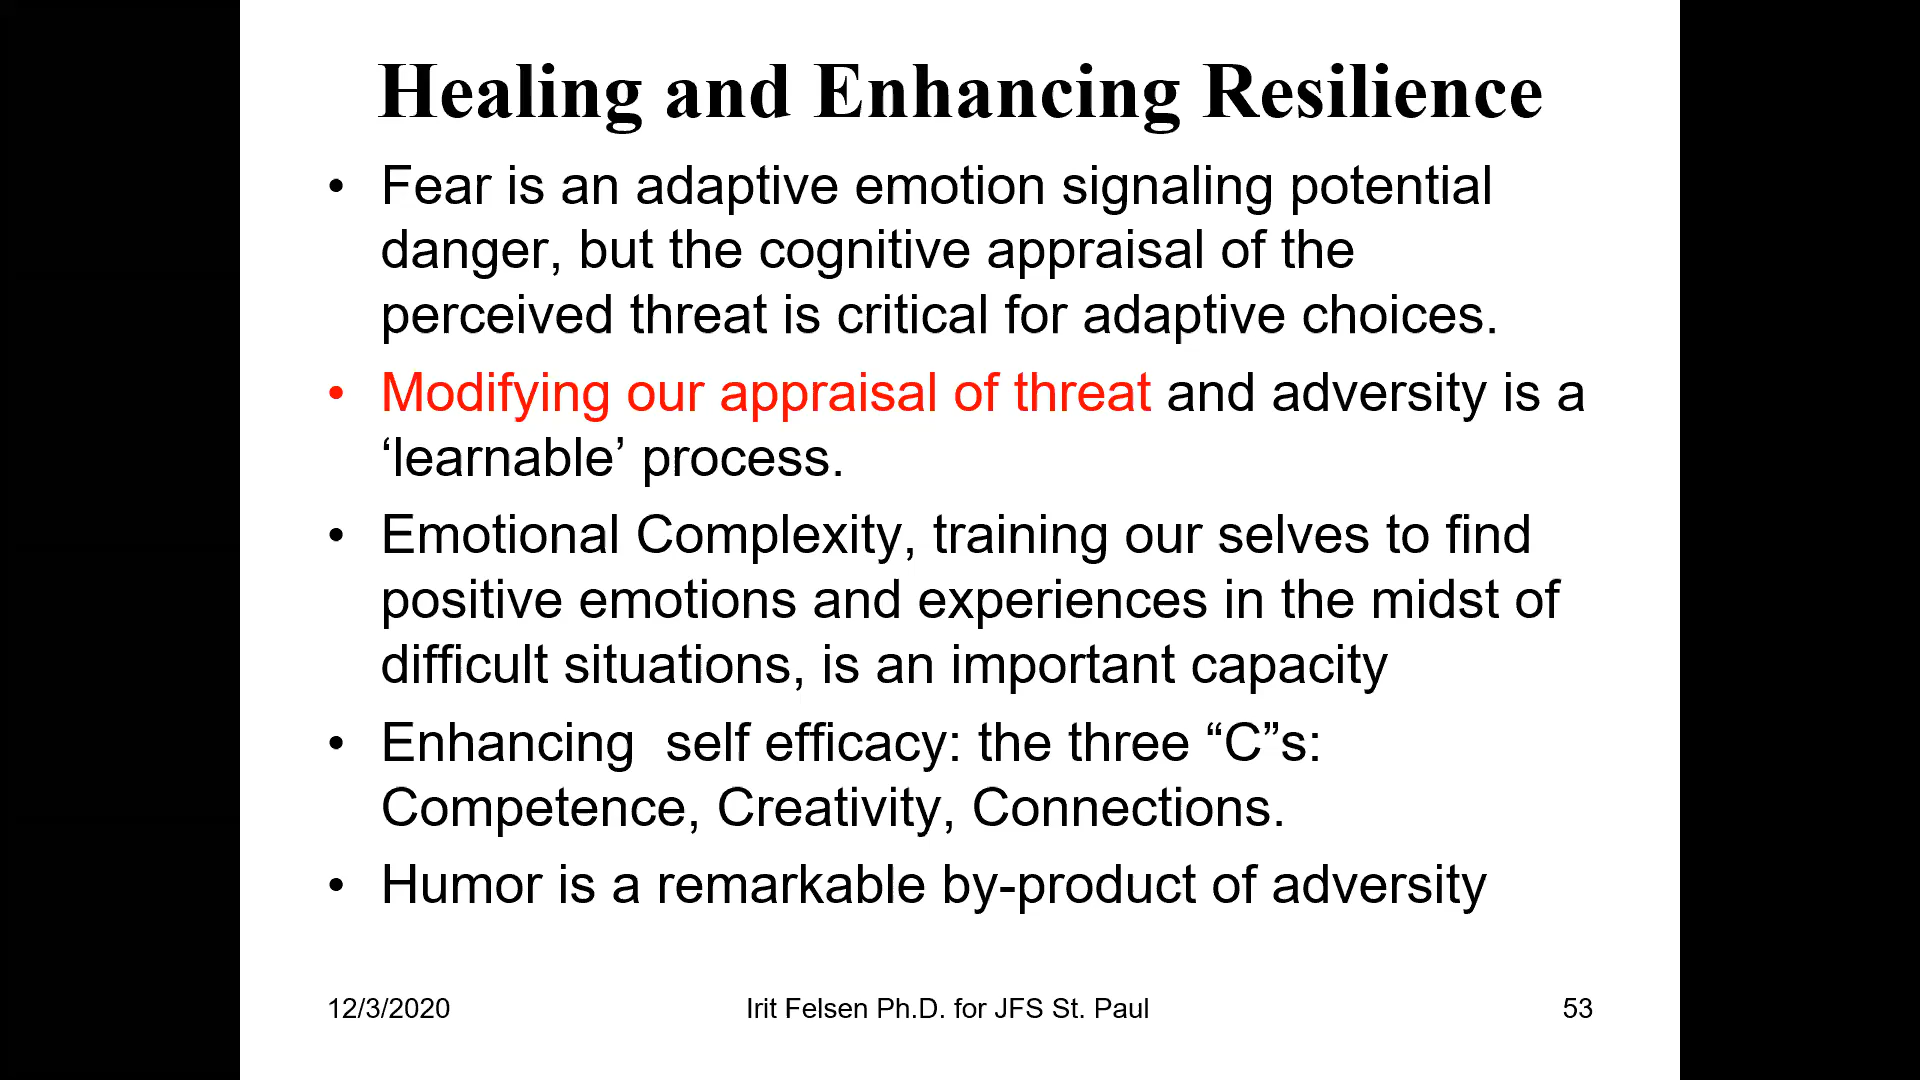 Healing and Enhancing Resilience
• Fear is an adaptive emotion signaling potential
danger, but the cognitive appraisal of the
perceived threat is critical for adaptive choices.
• Modifying our appraisal of threat and adversity is a
‘learnable’ process.
• Emotional Complexity, training our selves to find
positive emotions and experiences in the midst of
difficult situations, is an important capacity
• Enhancing  self efficacy: the three “C”s:
Competence, Creativity, Connections.
• Humor is a remarkable by-product of adversity
12/3/2020 Irit Felsen Ph.D. for JFS St. Paul 53